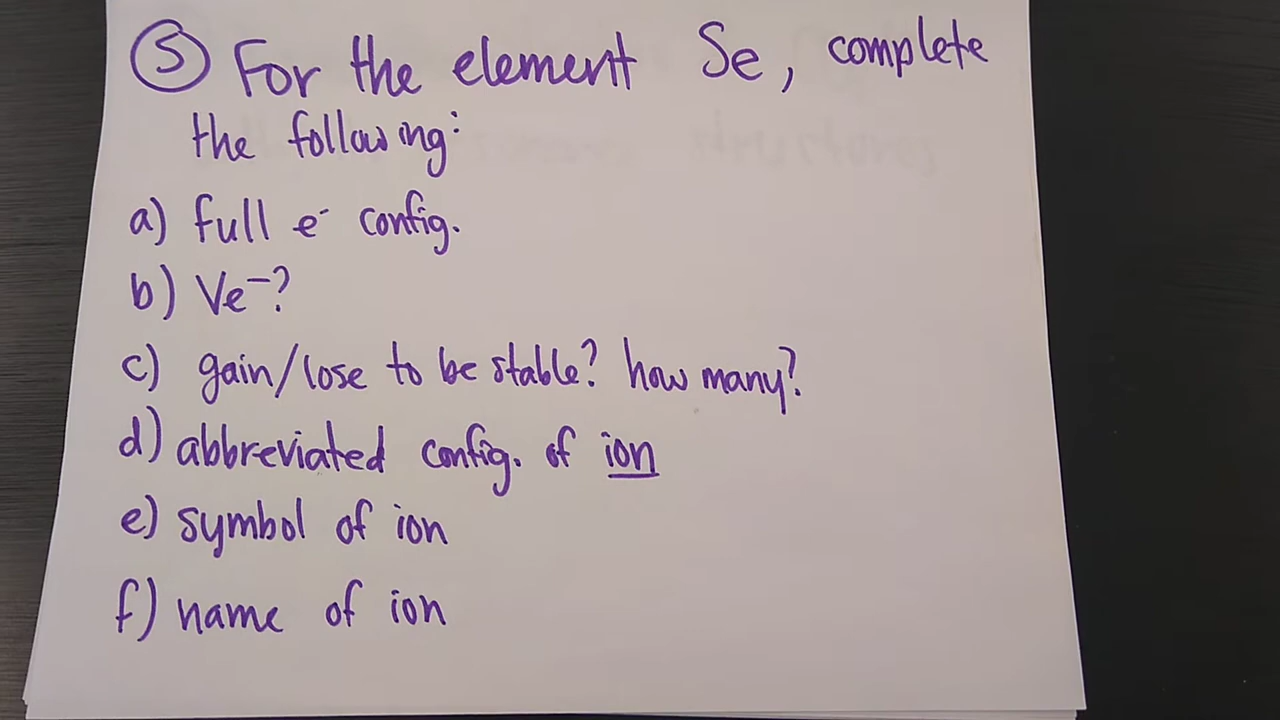 5 For the element Se, complete
the following:
a) full e⁻ config.
b) Ve⁻?
c) gain/lose to be stable? how many?
d) abbreviated config. of ion
e) symbol of ion
f) name of ion